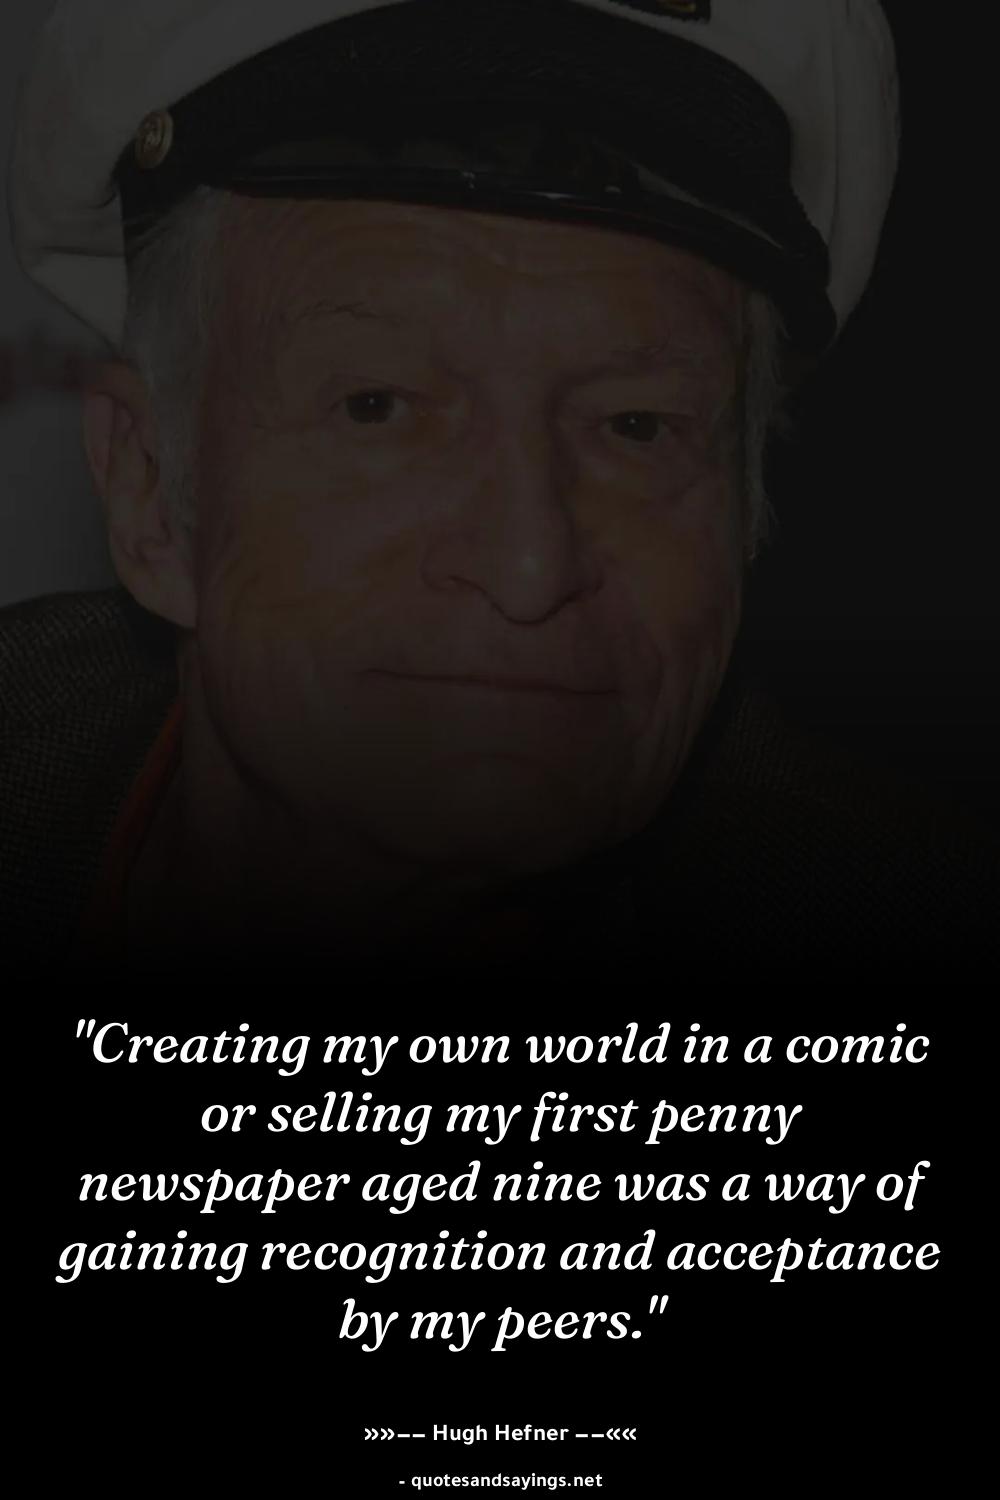 "Creating my own world in a comic
or selling my first penny
newspaper aged nine was a way of
gaining recognition and acceptance
by my peers."
»»−− Hugh Hefner −−««
- quotesandsayings.net